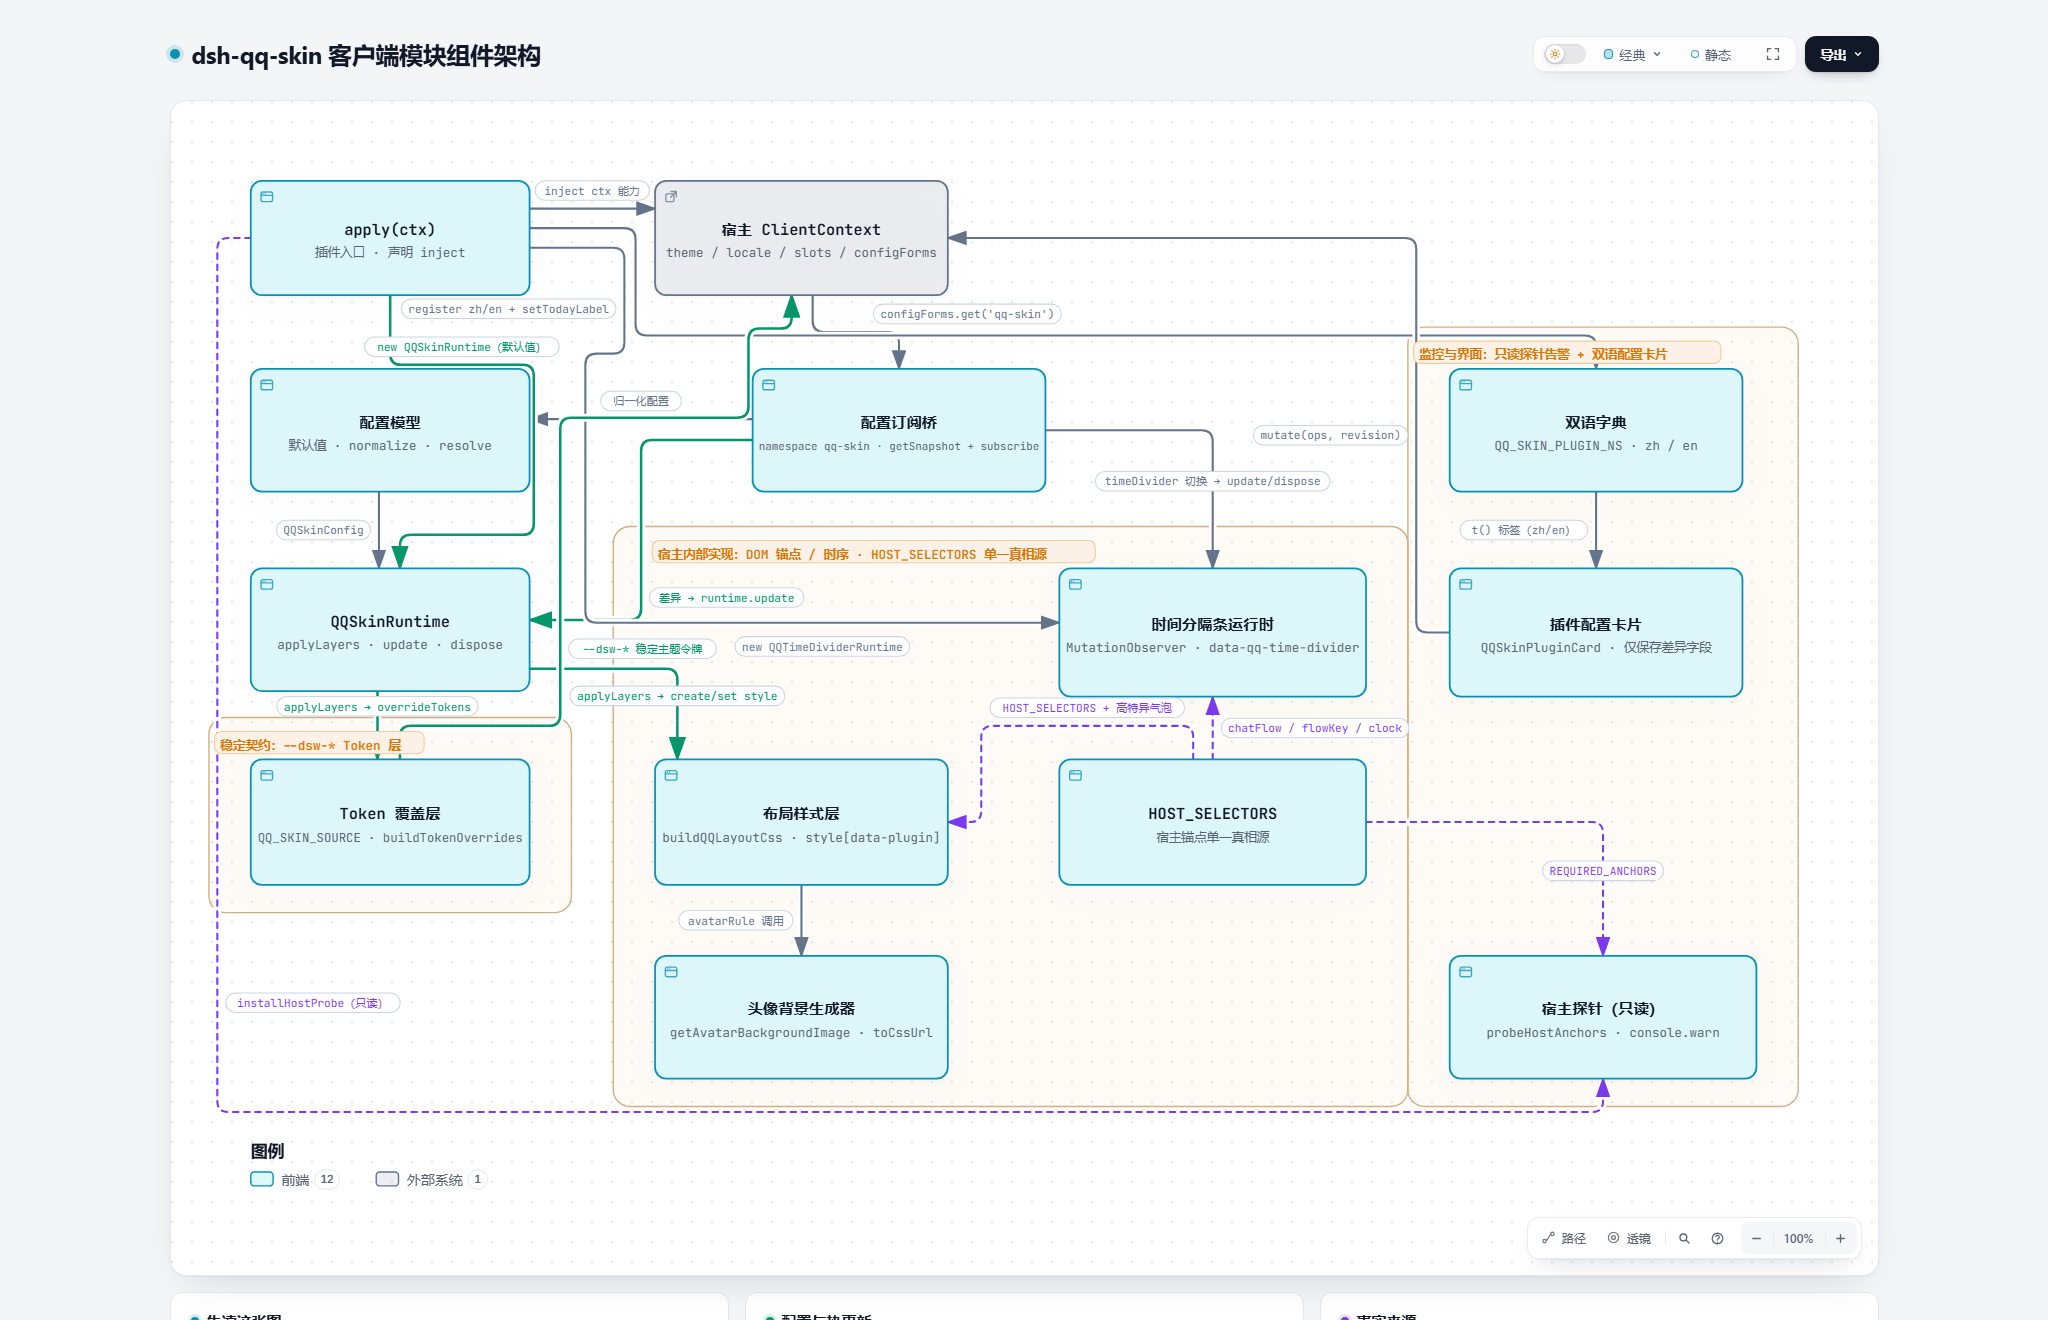 dsh-qq-skin 客户端模块组件架构
经典
静态
导出
inject ctx 能力
apply(ctx)
插件入口 · 声明 inject
宿主 ClientContext
theme / locale / slots / configForms
register zh/en + setTodayLabel
configForms.get('qq-skin')
new QQSkinRuntime（默认值）
监控与界面：只读探针告警 + 双语配置卡片
归一化配置
配置模型
默认值 · normalize · resolve
配置订阅桥
namespace qq-skin · getSnapshot + subscribe
mutate(ops, revision)
双语字典
QQ_SKIN_PLUGIN_NS · zh / en
timeDivider 切换 → update/dispose
QQSkinConfig
t() 标签（zh/en）
宿主内部实现：DOM 锚点 / 时序 · HOST_SELECTORS 单一真相源
差异 → runtime.update
QQSkinRuntime
applyLayers · update · dispose
时间分隔条运行时
MutationObserver · data-qq-time-divider
插件配置卡片
QQSkinPluginCard · 仅保存差异字段
--dsw-* 稳定主题令牌
new QQTimeDividerRuntime
applyLayers → create/set style
applyLayers → overrideTokens
HOST_SELECTORS + 高特异气泡
chatFlow / flowKey / clock
稳定契约：--dsw-* Token 层
Token 覆盖层
QQ_SKIN_SOURCE · buildTokenOverrides
布局样式层
buildQQLayoutCss · style[data-plugin]
HOST_SELECTORS
宿主锚点单一真相源
REQUIRED_ANCHORS
avatarRule 调用
installHostProbe（只读）
头像背景生成器
getAvatarBackgroundImage · toCssUrl
宿主探针（只读）
probeHostAnchors · console.warn
图例
前端 12
外部系统 1
路径
透镜
100%